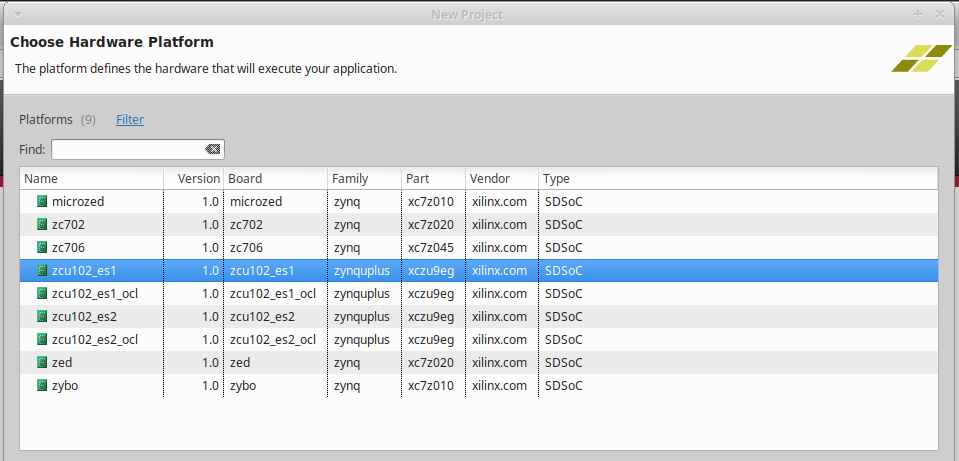 New Project
Choose Hardware Platform
The platform defines the hardware that will execute your application.
Platforms (9) Filter
Find:
Name Version Board Family Part Vendor Type
microzed 1.0 microzed zynq xc7z010 xilinx.com SDSoC
zc702 1.0 zc702 zynq xc7z020 xilinx.com SDSoC
zc706 1.0 zc706 zynq xc7z045 xilinx.com SDSoC
zcu102_es1 1.0 zcu102_es1 zynquplus xczu9eg xilinx.com SDSoC
zcu102_es1_ocl 1.0 zcu102_es1_ocl zynquplus xczu9eg xilinx.com SDSoC
zcu102_es2 1.0 zcu102_es2 zynquplus xczu9eg xilinx.com SDSoC
zcu102_es2_ocl 1.0 zcu102_es2_ocl zynquplus xczu9eg xilinx.com SDSoC
zed 1.0 zed zynq xc7z020 xilinx.com SDSoC
zybo 1.0 zybo zynq xc7z010 xilinx.com SDSoC